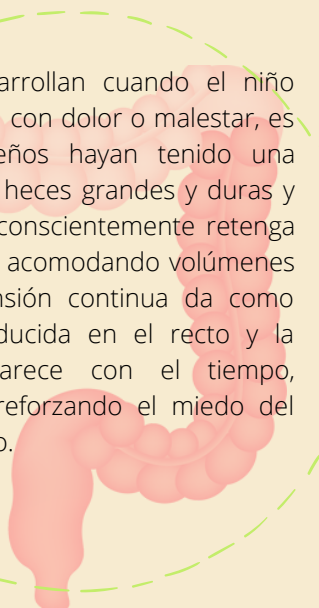 arrollan cuando el niño
con dolor o malestar, es
eños hayan tenido una
heces grandes y duras y
conscientemente retenga
acomodando volúmenes
nsión continua da como
ducida en el recto y la
arece con el tiempo,
reforzando el miedo del
o.